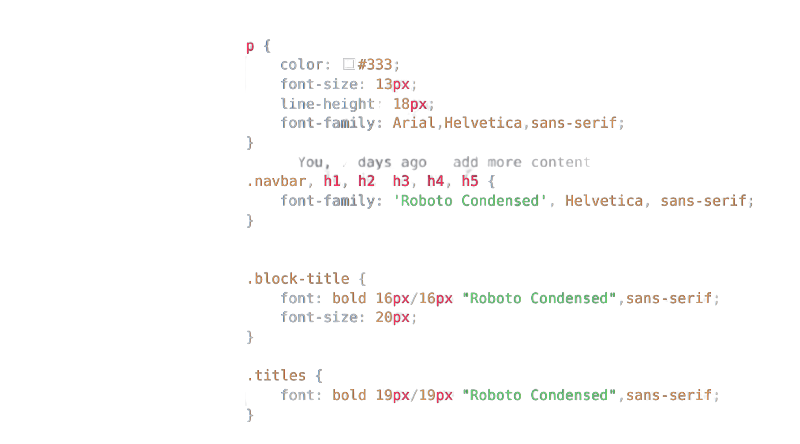 p {
color: #333;
font-size: 13px;
line-height: 18px;
font-family: Arial,Helvetica,sans-serif;
}
You, days ago add more content
.navbar, h1, h2 h3, h4, h5 {
font-family: 'Roboto Condensed', Helvetica, sans-serif;
}
.block-title {
font: bold 16px/16px "Roboto Condensed",sans-serif;
font-size: 20px;
}
.titles {
font: bold 19px/19px "Roboto Condensed",sans-serif;
}